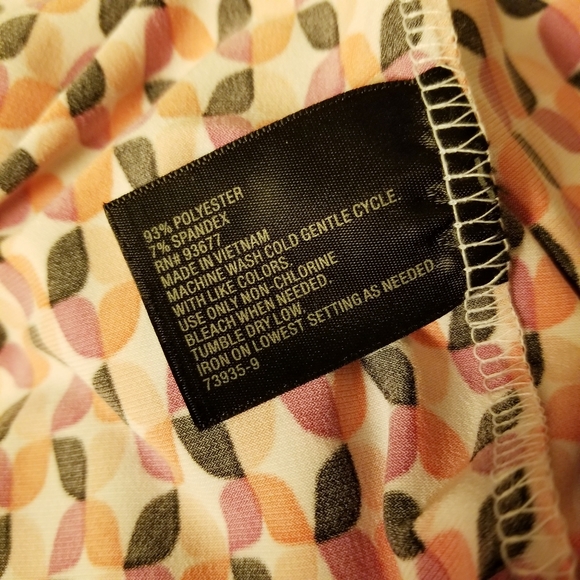 93% POLYESTER
7% SPANDEX
RN# 93677
MADE IN VIETNAM
MACHINE WASH COLD GENTLE CYCLE.
WITH LIKE COLORS.
USE ONLY NON-CHLORINE
BLEACH WHEN NEEDED.
TUMBLE DRY LOW.
IRON ON LOWEST SETTING AS NEEDED.
73935-9